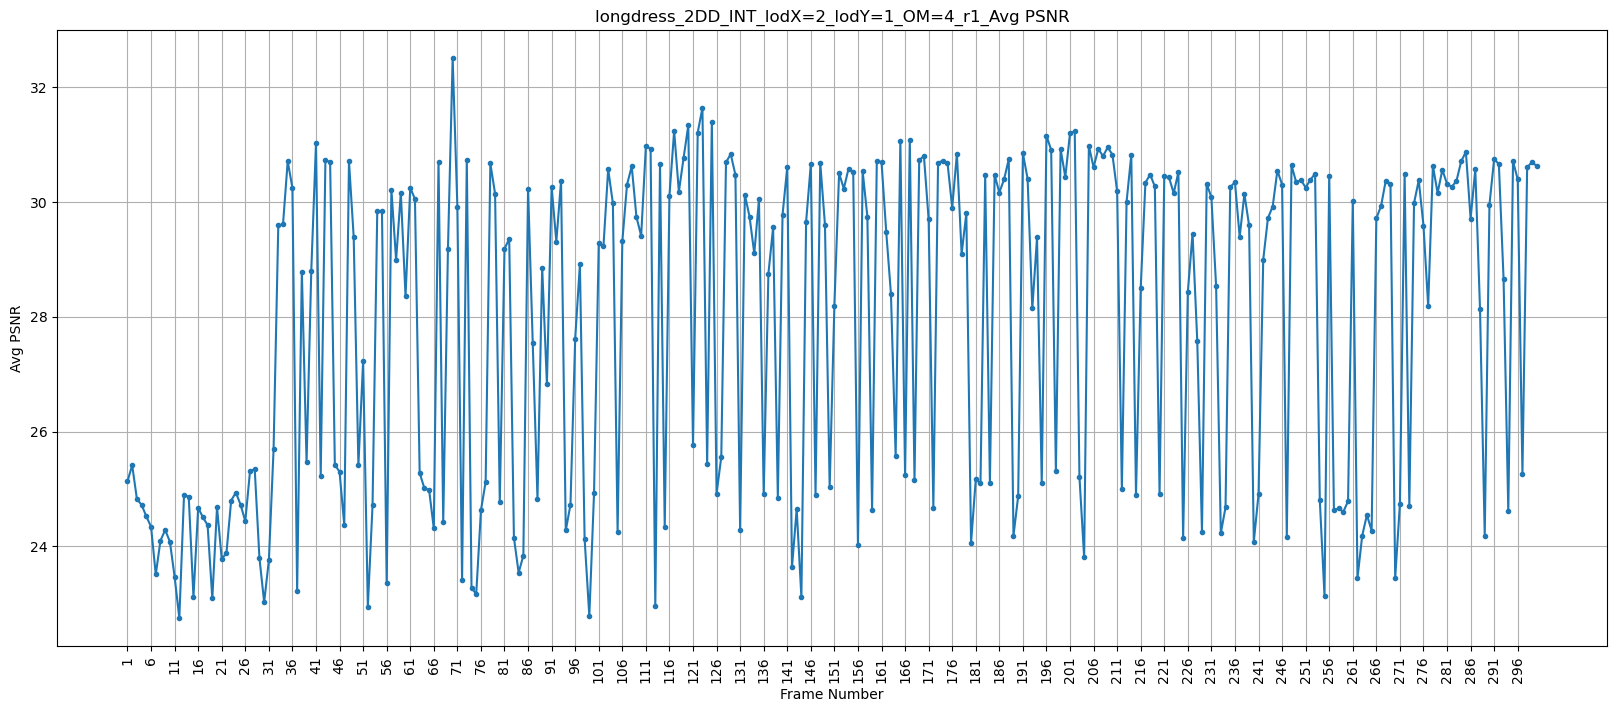 longdress_2DD_INT_lodX=2_lodY=1_OM=4_r1_Avg PSNR
32
30
28
26
24
Avg PSNR
1 6 11 16 21 26 31 36 41 46 51 56 61 66 71 76 81 86 91 96 101 106 111 116 121 126 131 136 141 146 151 156 161 166 171 176 181 186 191 196 201 206 211 216 221 226 231 236 241 246 251 256 261 266 271 276 281 286 291 296
Frame Number